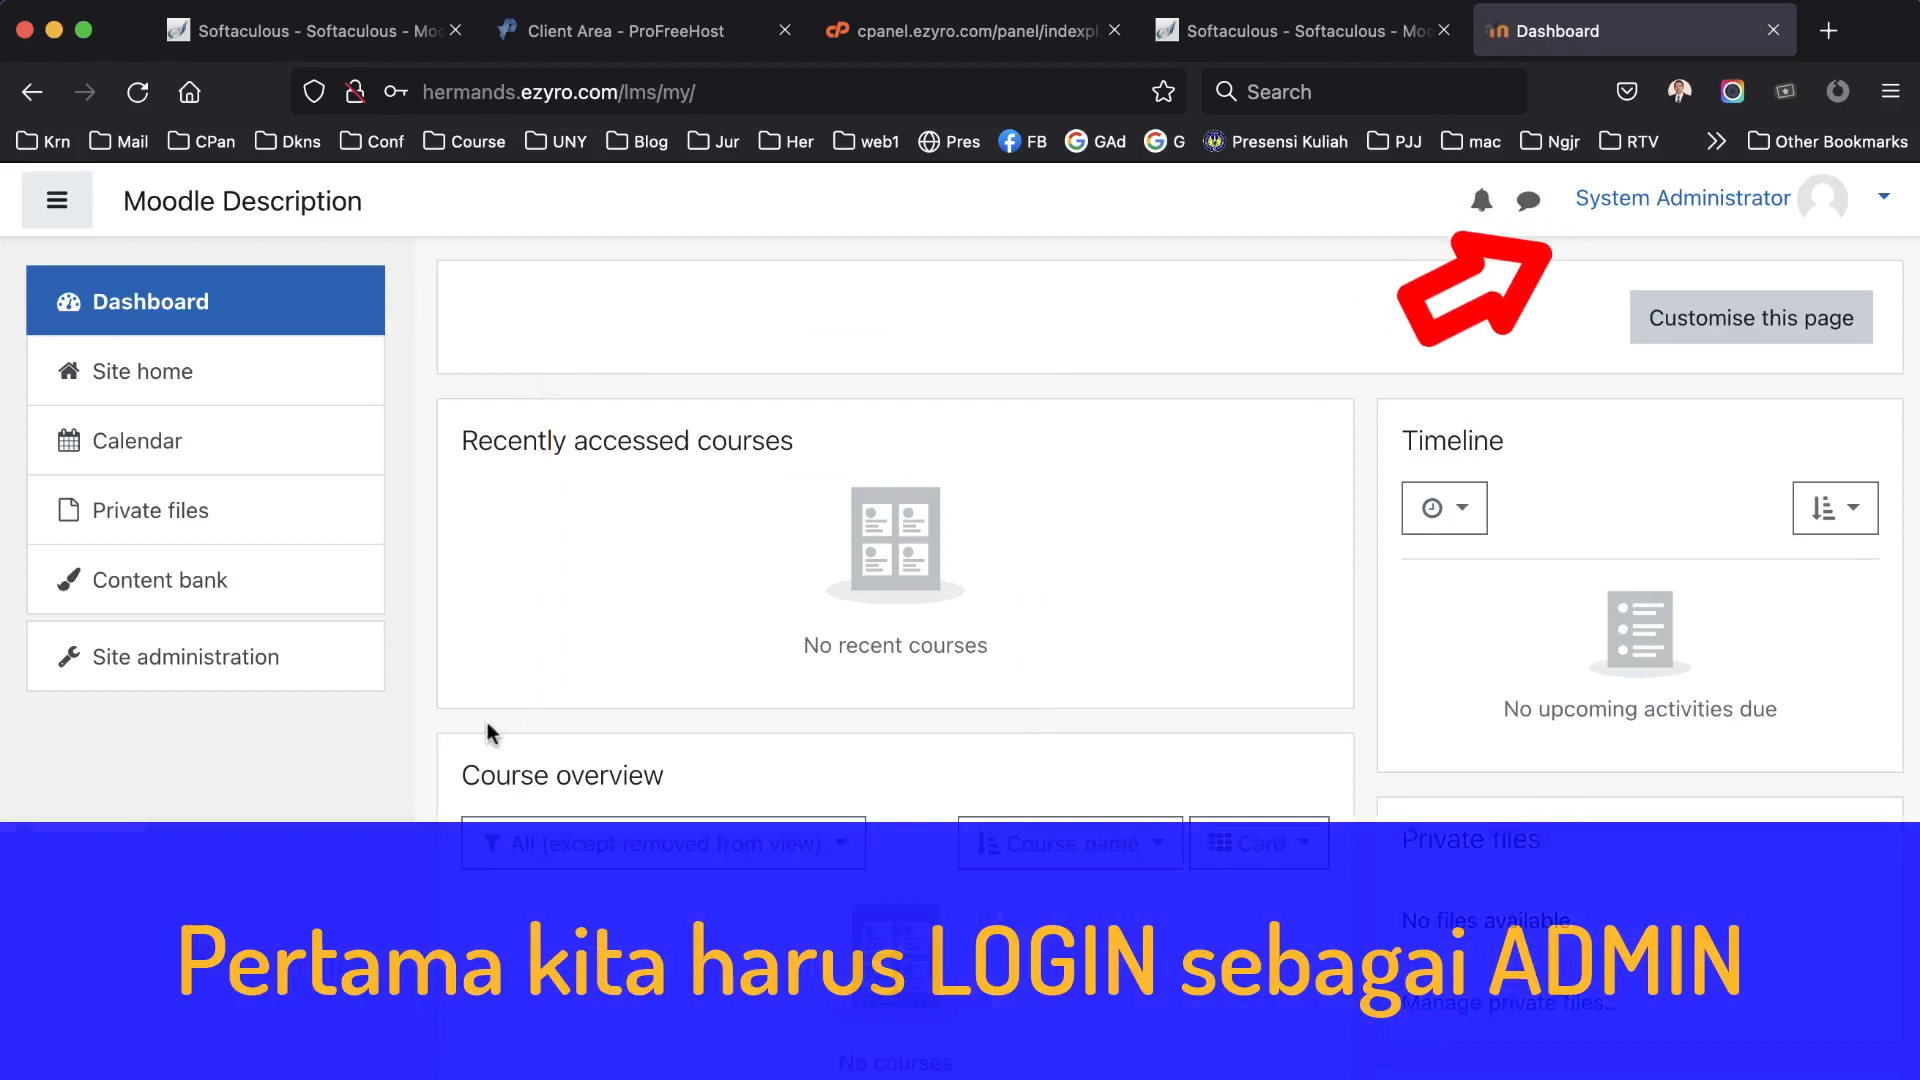 Softaculous - Softaculous - Moo
Client Area - ProFreeHost
cpanel.ezyro.com/panel/indexpl
Softaculous - Softaculous - Moo
Dashboard
hermands.ezyro.com/lms/my/
Search
Krn
Mail
CPan
Dkns
Conf
Course
UNY
Blog
Jur
Her
web1
Pres
FB
GAd
G
Presensi Kuliah
PJJ
mac
Ngjr
RTV
Other Bookmarks
Moodle Description
System Administrator
Dashboard
Customise this page
Site home
Calendar
Private files
Content bank
Site administration
Recently accessed courses
No recent courses
Timeline
No upcoming activities due
Course overview
All (except removed from view)
Course name
Card
Private files
No files available
Pertama kita harus LOGIN sebagai ADMIN
Manage private files...
No courses